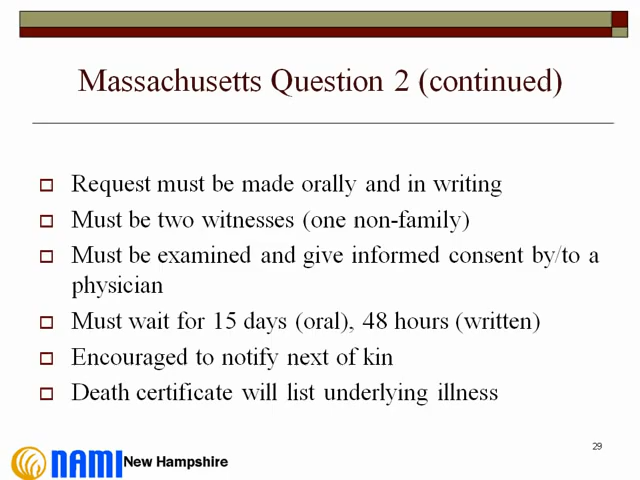 Massachusetts Question 2 (continued)
Request must be made orally and in writing
Must be two witnesses (one non-family)
Must be examined and give informed consent by/to a
physician
Must wait for 15 days (oral), 48 hours (written)
Encouraged to notify next of kin
Death certificate will list underlying illness
29
NAMI New Hampshire